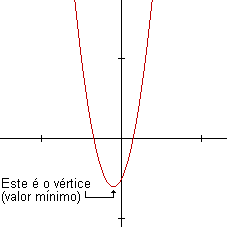 Este é o vértice
(valor mínimo)